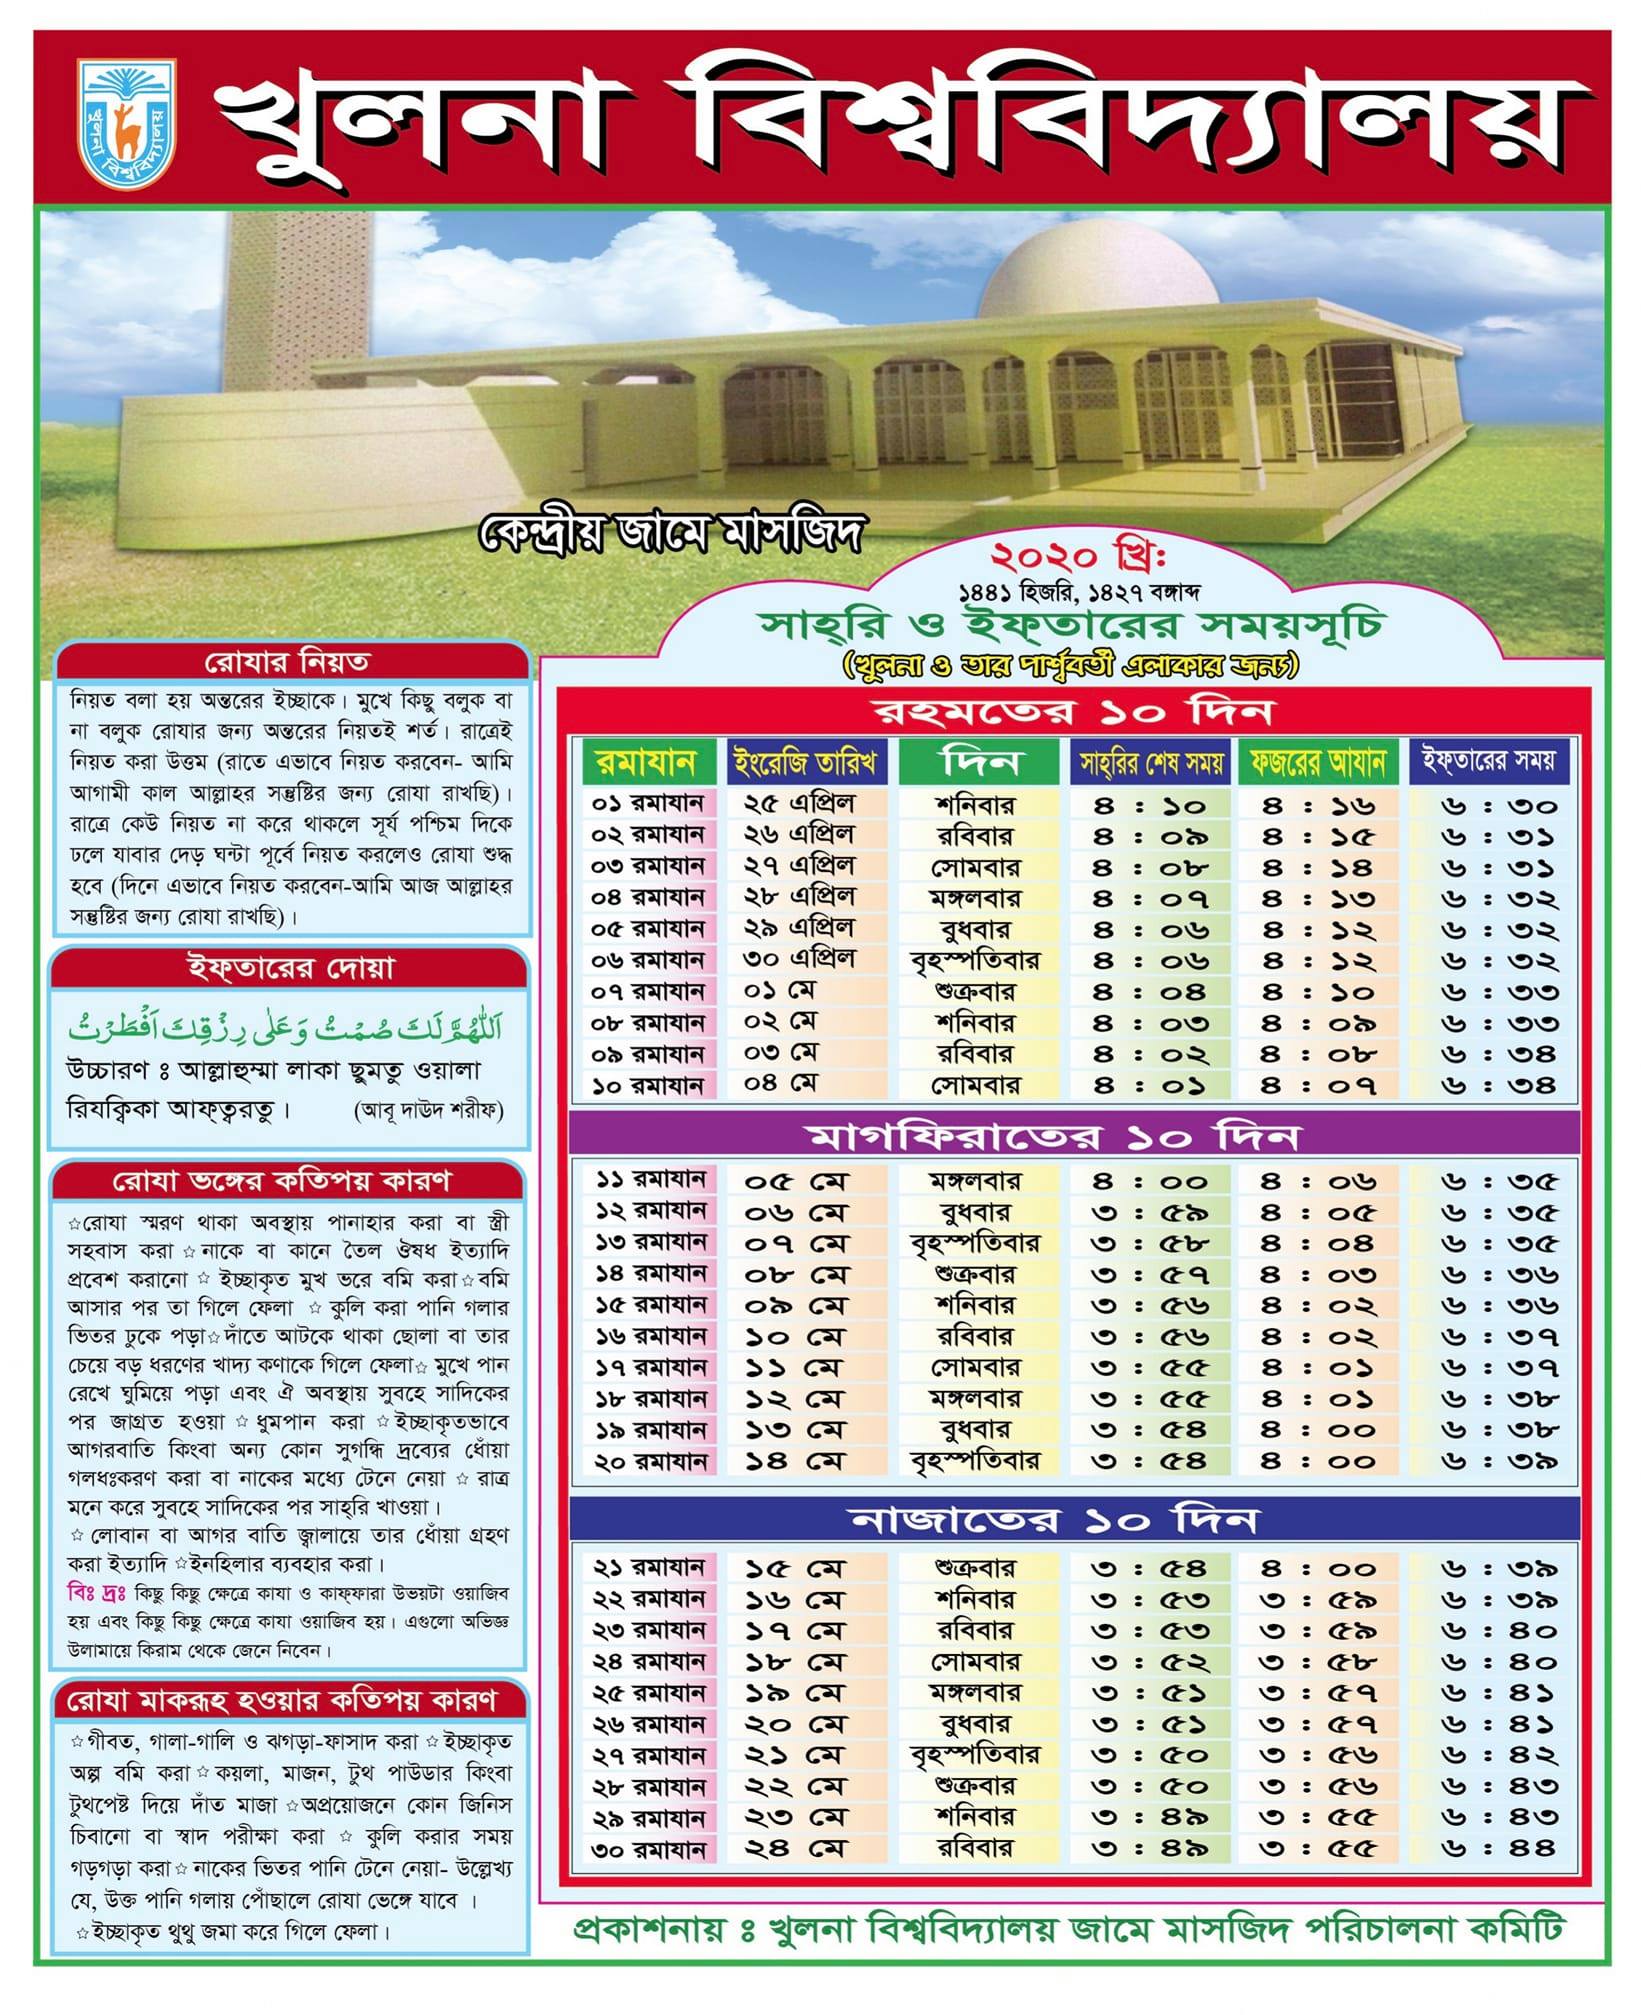 খুলনা বিশ্ববিদ্যালয়
খুলনা বিশ্ববিদ্যালয়
কেন্দ্রীয় জামে মাসজিদ
২০২০ খ্রি:
১৪৪১ হিজরি, ১৪২৭ বঙ্গাব্দ
সাহ্‌রি ও ইফ্‌তারের সময়সূচি
(খুলনা ও তার পার্শ্ববর্তী এলাকার জন্য)
রোযার নিয়ত
নিয়ত বলা হয় অন্তরের ইচ্ছাকে। মুখে কিছু বলুক বা
না বলুক রোযার জন্য অন্তরের নিয়তই শর্ত। রাত্রেই
নিয়ত করা উত্তম (রাতে এভাবে নিয়ত করবেন- আমি
আগামী কাল আল্লাহর সন্তুষ্টির জন্য রোযা রাখছি)।
রাত্রে কেউ নিয়ত না করে থাকলে সূর্য পশ্চিম দিকে
ঢলে যাবার দেড় ঘন্টা পূর্বে নিয়ত করলেও রোযা শুদ্ধ
হবে (দিনে এভাবে নিয়ত করবেন-আমি আজ আল্লাহর
সন্তুষ্টির জন্য রোযা রাখছি)।
ইফ্‌তারের দোয়া
اَللّٰهُمَّ لَكَ صُمْتُ وَعَلٰى رِزْقِكَ اَفْطَرْتُ
উচ্চারণ ঃ আল্লাহুম্মা লাকা ছুমতু ওয়ালা
রিযক্বিকা আফ্‌ত্বরতু। (আবূ দাঊদ শরীফ)
রোযা ভঙ্গের কতিপয় কারণ
☆রোযা স্মরণ থাকা অবস্থায় পানাহার করা বা স্ত্রী
সহবাস করা ☆নাকে বা কানে তৈল ঔষধ ইত্যাদি
প্রবেশ করানো ☆ ইচ্ছাকৃত মুখ ভরে বমি করা☆বমি
আসার পর তা গিলে ফেলা ☆ কুলি করা পানি গলার
ভিতর ঢুকে পড়া☆দাঁতে আটকে থাকা ছোলা বা তার
চেয়ে বড় ধরণের খাদ্য কণাকে গিলে ফেলা☆ মুখে পান
রেখে ঘুমিয়ে পড়া এবং ঐ অবস্থায় সুবহে সাদিকের
পর জাগ্রত হওয়া ☆ ধুমপান করা ☆ইচ্ছাকৃতভাবে
আগরবাতি কিংবা অন্য কোন সুগন্ধি দ্রব্যের ধোঁয়া
গলধঃকরণ করা বা নাকের মধ্যে টেনে নেয়া ☆ রাত্র
মনে করে সুবহে সাদিকের পর সাহ্‌রি খাওয়া।
☆ লোবান বা আগর বাতি জ্বালায়ে তার ধোঁয়া গ্রহণ
করা ইত্যাদি ☆ইনহিলার ব্যবহার করা।
বিঃ দ্রঃ কিছু কিছু ক্ষেত্রে কাযা ও কাফ্‌ফারা উভয়টা ওয়াজিব
হয় এবং কিছু কিছু ক্ষেত্রে কাযা ওয়াজিব হয়। এগুলো অভিজ্ঞ
উলামায়ে কিরাম থেকে জেনে নিবেন।
রোযা মাকরূহ হওয়ার কতিপয় কারণ
☆গীবত, গালা-গালি ও ঝগড়া-ফাসাদ করা ☆ইচ্ছাকৃত
অল্প বমি করা☆কয়লা, মাজন, টুথ পাউডার কিংবা
টুথপেষ্ট দিয়ে দাঁত মাজা ☆অপ্রয়োজনে কোন জিনিস
চিবানো বা স্বাদ পরীক্ষা করা ☆ কুলি করার সময়
গড়গড়া করা☆নাকের ভিতর পানি টেনে নেয়া- উল্লেখ্য
যে, উক্ত পানি গলায় পৌঁছালে রোযা ভেঙ্গে যাবে ।
☆ইচ্ছাকৃত থুথু জমা করে গিলে ফেলা।
রহমতের ১০ দিন
রমাযান ইংরেজি তারিখ দিন সাহ্‌রির শেষ সময় ফজরের আযান ইফ্‌তারের সময়
০১ রমাযান ২৫ এপ্রিল শনিবার ৪ : ১০ ৪ : ১৬ ৬ : ৩০
০২ রমাযান ২৬ এপ্রিল রবিবার ৪ : ০৯ ৪ : ১৫ ৬ : ৩১
০৩ রমাযান ২৭ এপ্রিল সোমবার ৪ : ০৮ ৪ : ১৪ ৬ : ৩১
০৪ রমাযান ২৮ এপ্রিল মঙ্গলবার ৪ : ০৭ ৪ : ১৩ ৬ : ৩২
০৫ রমাযান ২৯ এপ্রিল বুধবার ৪ : ০৬ ৪ : ১২ ৬ : ৩২
০৬ রমাযান ৩০ এপ্রিল বৃহস্পতিবার ৪ : ০৬ ৪ : ১২ ৬ : ৩২
০৭ রমাযান ০১ মে শুক্রবার ৪ : ০৪ ৪ : ১০ ৬ : ৩৩
০৮ রমাযান ০২ মে শনিবার ৪ : ০৩ ৪ : ০৯ ৬ : ৩৩
০৯ রমাযান ০৩ মে রবিবার ৪ : ০২ ৪ : ০৮ ৬ : ৩৪
১০ রমাযান ০৪ মে সোমবার ৪ : ০১ ৪ : ০৭ ৬ : ৩৪
মাগফিরাতের ১০ দিন
১১ রমাযান ০৫ মে মঙ্গলবার ৪ : ০০ ৪ : ০৬ ৬ : ৩৫
১২ রমাযান ০৬ মে বুধবার ৩ : ৫৯ ৪ : ০৫ ৬ : ৩৫
১৩ রমাযান ০৭ মে বৃহস্পতিবার ৩ : ৫৮ ৪ : ০৪ ৬ : ৩৫
১৪ রমাযান ০৮ মে শুক্রবার ৩ : ৫৭ ৪ : ০৩ ৬ : ৩৬
১৫ রমাযান ০৯ মে শনিবার ৩ : ৫৬ ৪ : ০২ ৬ : ৩৬
১৬ রমাযান ১০ মে রবিবার ৩ : ৫৬ ৪ : ০২ ৬ : ৩৭
১৭ রমাযান ১১ মে সোমবার ৩ : ৫৫ ৪ : ০১ ৬ : ৩৭
১৮ রমাযান ১২ মে মঙ্গলবার ৩ : ৫৫ ৪ : ০১ ৬ : ৩৮
১৯ রমাযান ১৩ মে বুধবার ৩ : ৫৪ ৪ : ০০ ৬ : ৩৮
২০ রমাযান ১৪ মে বৃহস্পতিবার ৩ : ৫৪ ৪ : ০০ ৬ : ৩৯
নাজাতের ১০ দিন
২১ রমাযান ১৫ মে শুক্রবার ৩ : ৫৪ ৪ : ০০ ৬ : ৩৯
২২ রমাযান ১৬ মে শনিবার ৩ : ৫৩ ৩ : ৫৯ ৬ : ৩৯
২৩ রমাযান ১৭ মে রবিবার ৩ : ৫৩ ৩ : ৫৯ ৬ : ৪০
২৪ রমাযান ১৮ মে সোমবার ৩ : ৫২ ৩ : ৫৮ ৬ : ৪০
২৫ রমাযান ১৯ মে মঙ্গলবার ৩ : ৫১ ৩ : ৫৭ ৬ : ৪১
২৬ রমাযান ২০ মে বুধবার ৩ : ৫১ ৩ : ৫৭ ৬ : ৪১
২৭ রমাযান ২১ মে বৃহস্পতিবার ৩ : ৫০ ৩ : ৫৬ ৬ : ৪২
২৮ রমাযান ২২ মে শুক্রবার ৩ : ৫০ ৩ : ৫৬ ৬ : ৪৩
২৯ রমাযান ২৩ মে শনিবার ৩ : ৪৯ ৩ : ৫৫ ৬ : ৪৩
৩০ রমাযান ২৪ মে রবিবার ৩ : ৪৯ ৩ : ৫৫ ৬ : ৪৪
প্রকাশনায় ঃ খুলনা বিশ্ববিদ্যালয় জামে মাসজিদ পরিচালনা কমিটি